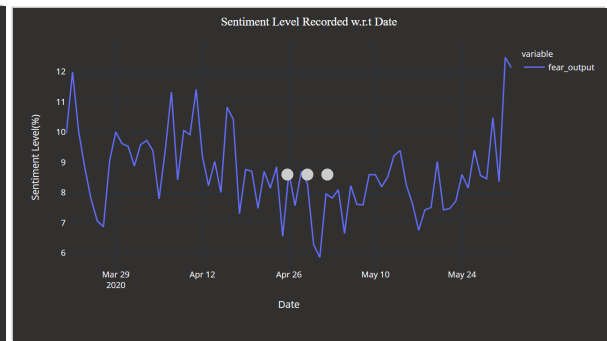 Sentiment Level Recorded w.r.t Date
variable
fear_output
Sentiment Level(%)
12
11
10
9
8
7
6
Mar 29
2020
Apr 12
Apr 26
May 10
May 24
Date